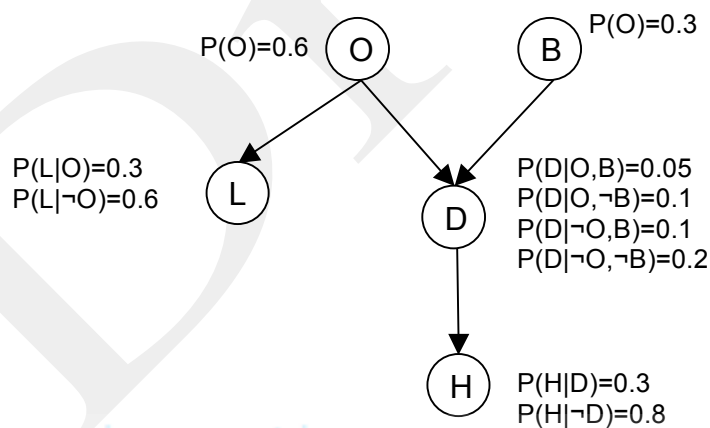 P(O)=0.6
O
B
P(O)=0.3
P(L|O)=0.3
P(L|¬O)=0.6
L
D
P(D|O,B)=0.05
P(D|O,¬B)=0.1
P(D|¬O,B)=0.1
P(D|¬O,¬B)=0.2
H
P(H|D)=0.3
P(H|¬D)=0.8